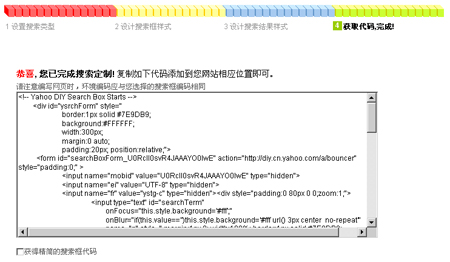 1 设置搜索类型
2 设计搜索框样式
3 设计搜索结果样式
4 获取代码,完成!
恭喜, 您已完成搜索定制! 复制如下代码添加到您网站相应位置即可。
请注意编写网页时，环境编码应与您选择的搜索框编码相同
<!-- Yahoo DIY Search Box Starts -->
<div id="ysrchForm" style="
border:1px solid #7E9DB9;
background:#FFFFFF;
width:300px;
margin:0 auto;
padding:20px; position:relative;">
<form id="searchBoxForm_U0RcII0svR4JAAAYO0IwE" action="http://diy.cn.yahoo.com/a/bouncer"
style="padding:0;" >
<input name="mobid" value="U0RcII0svR4JAAAYO0IwE" type="hidden">
<input name="ei" value="UTF-8" type="hidden">
<input name="fr" value="ystg-c" type="hidden"><div style="padding:0 80px 0 0;zoom:1;">
<input type="text" id="searchTerm"
onFocus="this.style.background='#fff';"
onBlur="if(this.value=='')this.style.background='#fff url() 3px center no-repeat'
获得精简的搜索框代码